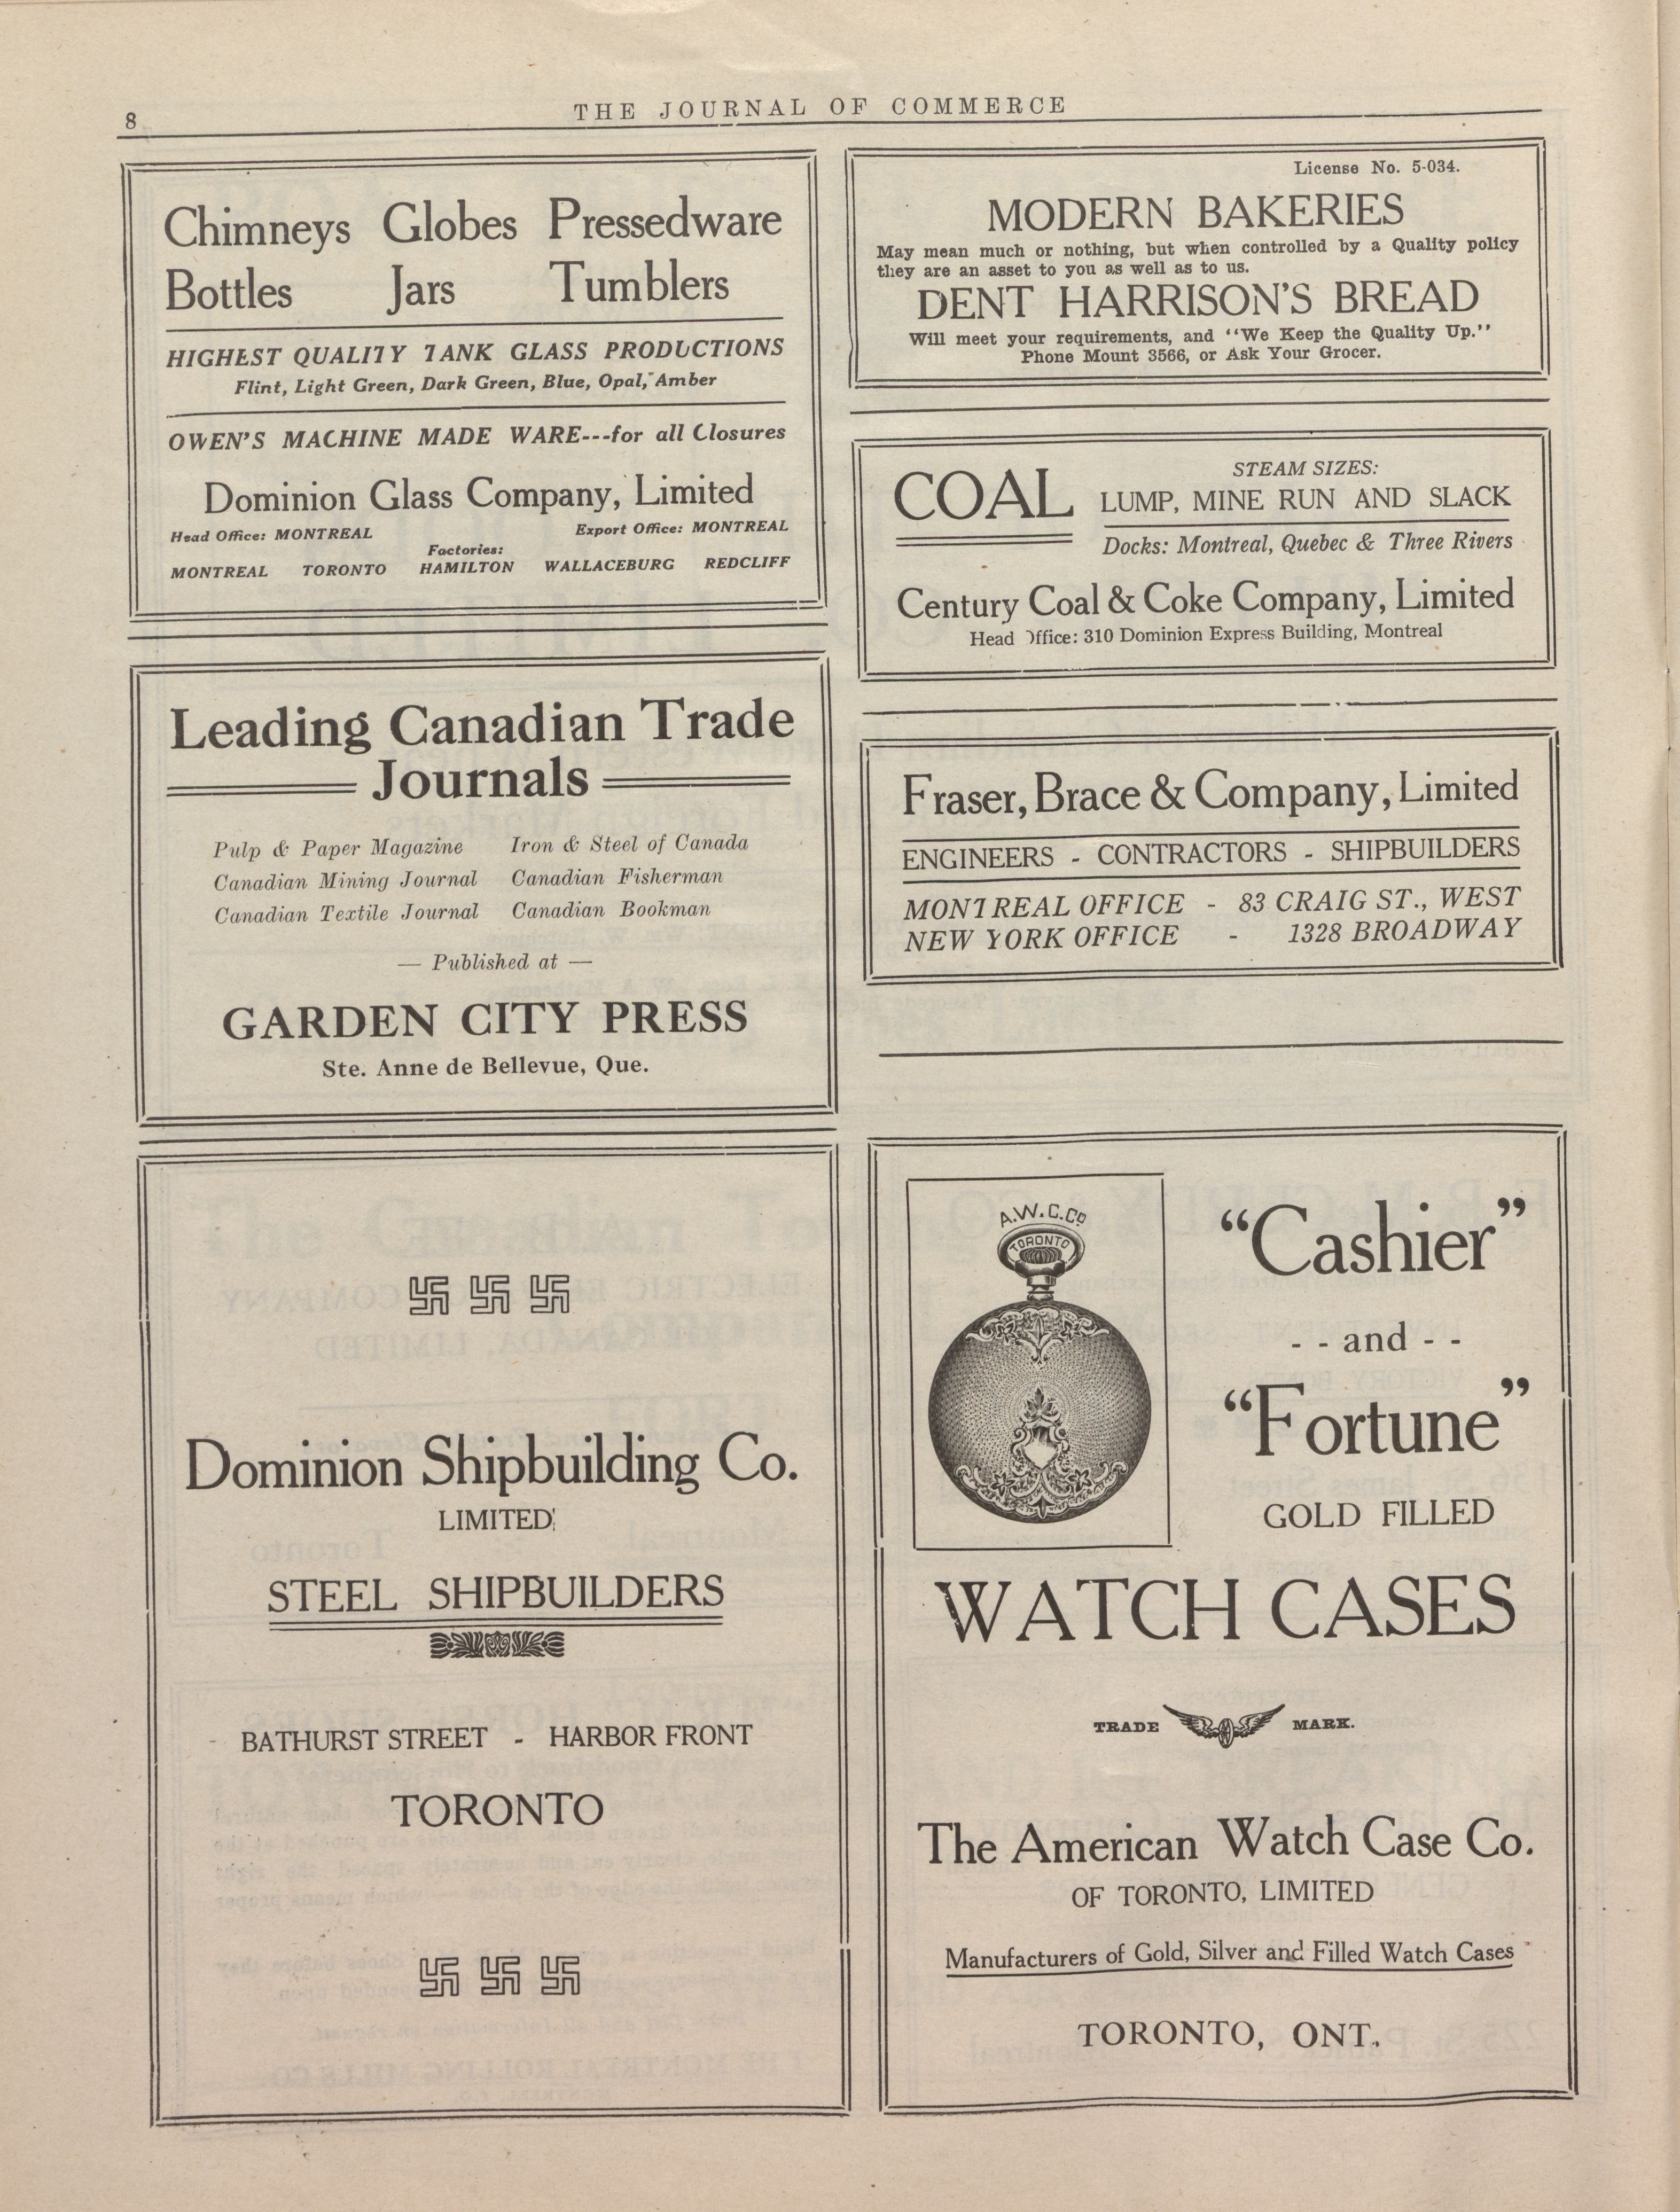 8
THE JOURNAL OF COMMERCE
Chimneys Globes Pressedware
Bottles Jars Tumblers
HIGHEST QUALITY TANK GLASS PRODUCTIONS
Flint, Light Green, Dark Green, Blue, Opal, Amber
OWEN'S MACHINE MADE WARE---for all Closures
Dominion Glass Company, Limited
Head Office: MONTREAL Export Office: MONTREAL
Factories:
MONTREAL TORONTO HAMILTON WALLACEBURG REDCLIFF
Leading Canadian Trade
Journals
Pulp & Paper Magazine Iron & Steel of Canada
Canadian Mining Journal Canadian Fisherman
Canadian Textile Journal Canadian Bookman
— Published at —
GARDEN CITY PRESS
Ste. Anne de Bellevue, Que.
Dominion Shipbuilding Co.
LIMITED
STEEL SHIPBUILDERS
BATHURST STREET - HARBOR FRONT
TORONTO
License No. 5-034.
MODERN BAKERIES
May mean much or nothing, but when controlled by a Quality policy
they are an asset to you as well as to us.
DENT HARRISON'S BREAD
Will meet your requirements, and "We Keep the Quality Up."
Phone Mount 3566, or Ask Your Grocer.
COAL
STEAM SIZES:
LUMP, MINE RUN AND SLACK
Docks: Montreal, Quebec & Three Rivers
Century Coal & Coke Company, Limited
Head Office: 310 Dominion Express Building, Montreal
Fraser, Brace & Company, Limited
ENGINEERS - CONTRACTORS - SHIPBUILDERS
MONTREAL OFFICE - 83 CRAIG ST., WEST
NEW YORK OFFICE - 1328 BROADWAY
A.W.C.Co
TORONTO
"Cashier"
- - and - -
"Fortune"
GOLD FILLED
WATCH CASES
TRADE MARK.
The American Watch Case Co.
OF TORONTO, LIMITED
Manufacturers of Gold, Silver and Filled Watch Cases
TORONTO, ONT.